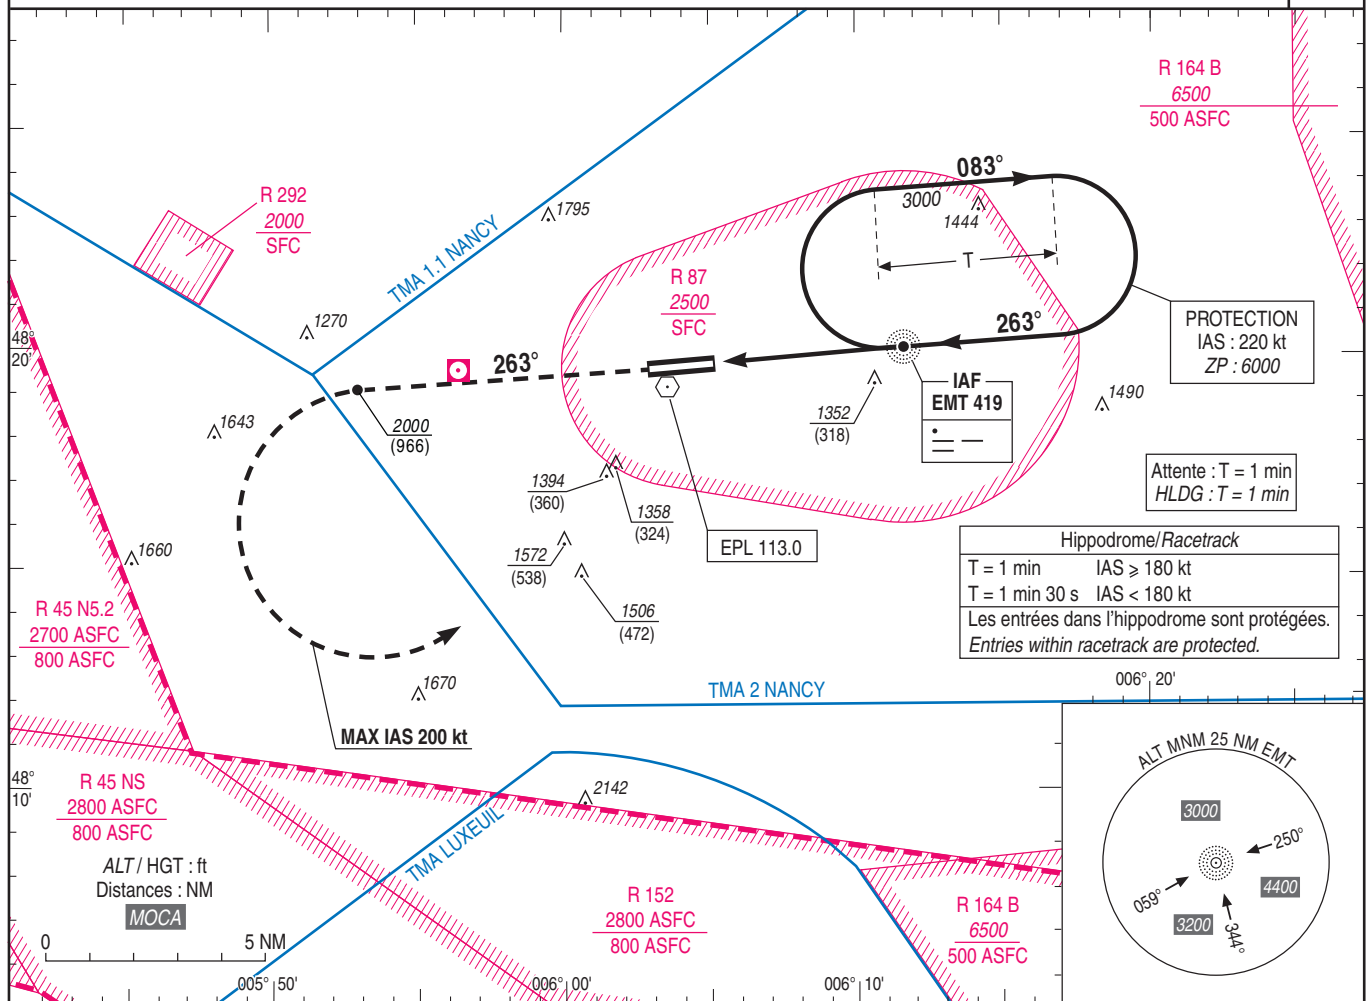 R 164 B
6500
500 ASFC
083°
3000
1444
T
R 292
2000
SFC
1795
TMA 1.1 NANCY
R 87
2500
SFC
1270
48°
20'
263°
263°
PROTECTION
IAS : 220 kt
ZP : 6000
IAF
EMT 419
1352
(318)
1490
2000
(966)
1643
1394
(360)
1358
(324)
Attente : T = 1 min
HLDG : T = 1 min
EPL 113.0
1572
(538)
1506
(472)
1660
Hippodrome/Racetrack
T = 1 min IAS ⩾ 180 kt
T = 1 min 30 s IAS < 180 kt
Les entrées dans l'hippodrome sont protégées.
Entries within racetrack are protected.
R 45 N5.2
2700 ASFC
800 ASFC
1670
TMA 2 NANCY
006° 20'
MAX IAS 200 kt
48°
10'
R 45 NS
2800 ASFC
800 ASFC
2142
TMA LUXEUIL
ALT / HGT : ft
Distances : NM
MOCA
0 5 NM
R 152
2800 ASFC
800 ASFC
R 164 B
6500
500 ASFC
005° 50'
006° 00'
006° 10'
ALT MNM 25 NM EMT
3000
250°
059°
4400
3200
344°